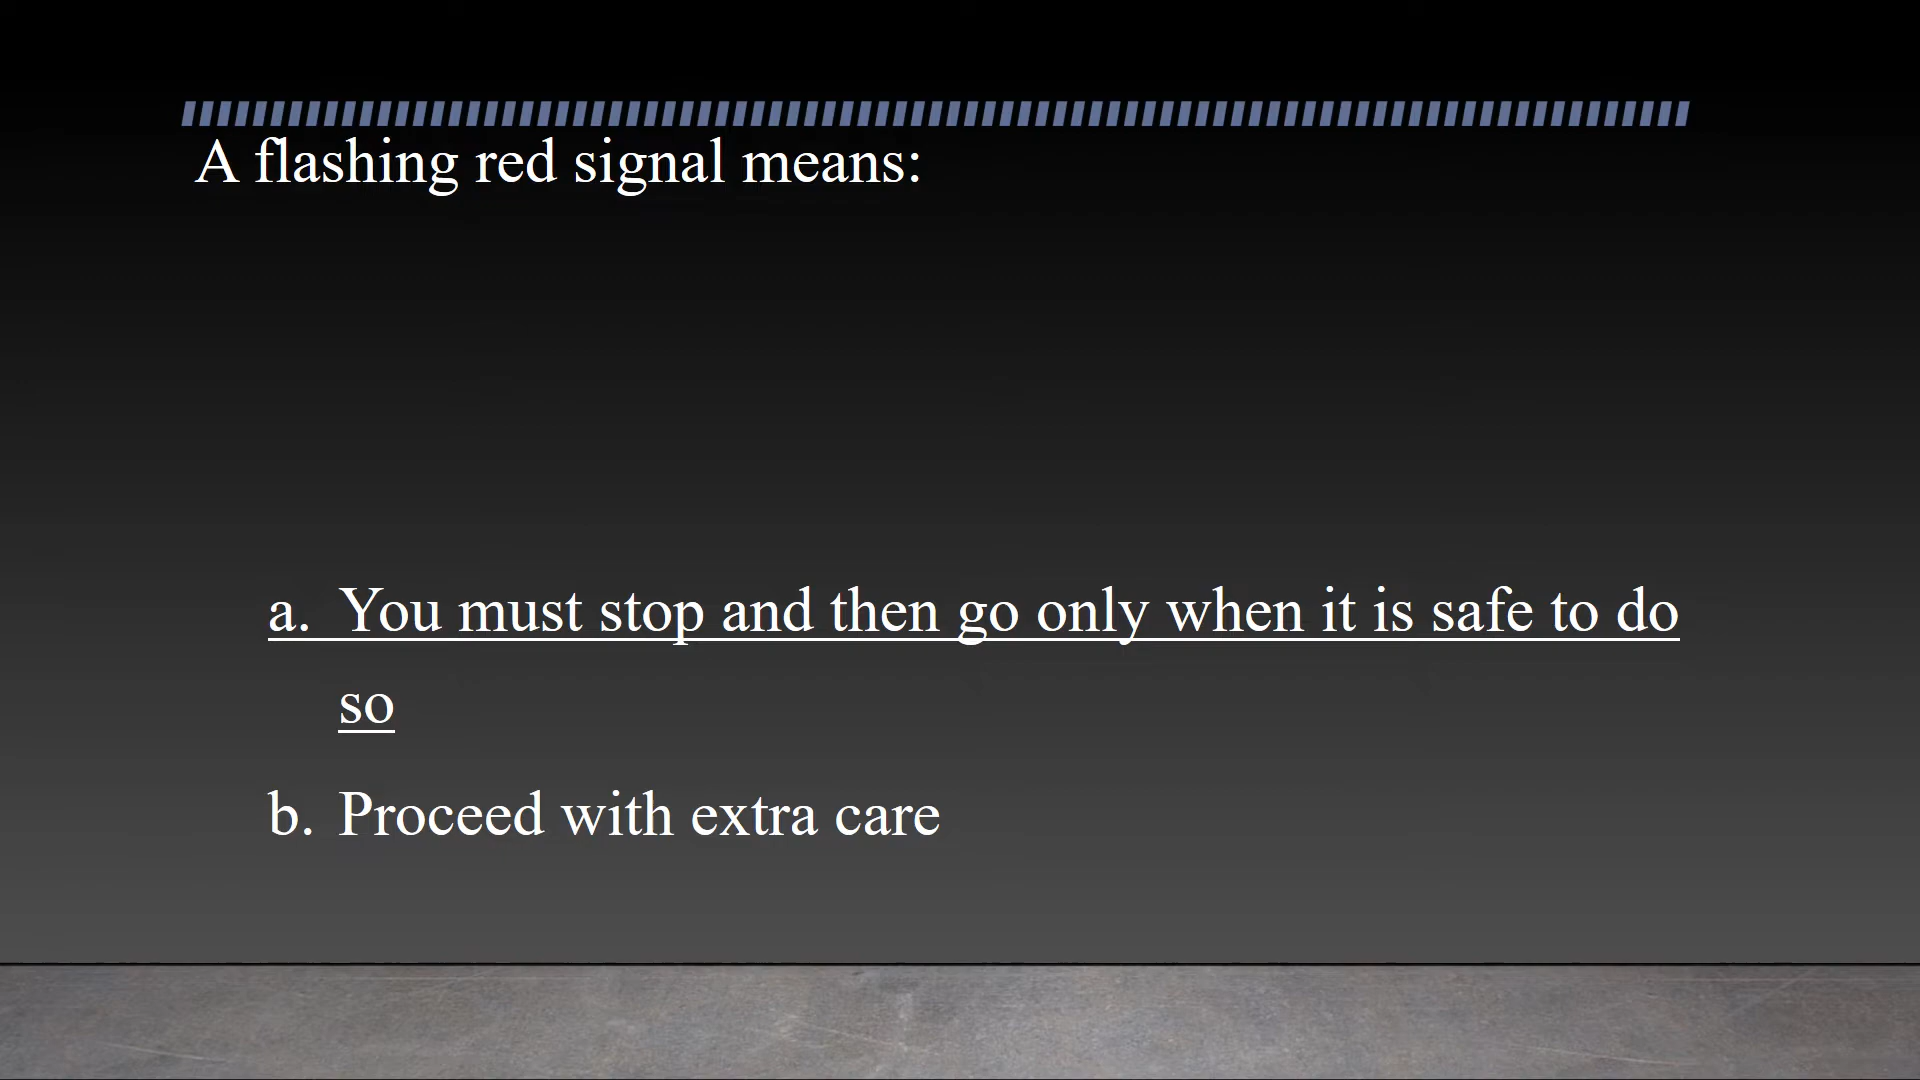 A flashing red signal means:
a. You must stop and then go only when it is safe to do
so
b. Proceed with extra care